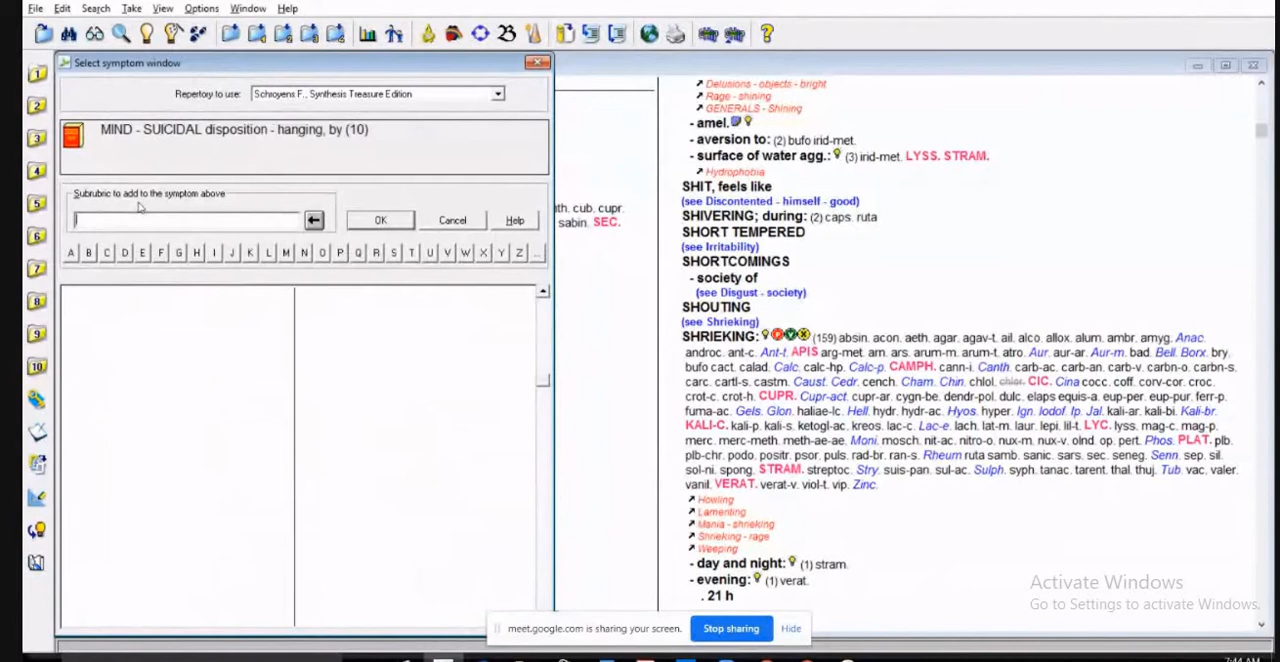 File Edit Search Take View Options Window Help
Select symptom window
Repertory to use: Schroyens F., Synthesis Treasure Edition
MIND - SUICIDAL disposition - hanging, by (10)
Subrubric to add to the symptom above
OK Cancel Help
A B C D E F G H I J K L M N O P Q R S T U V W X Y Z ...
1
2
3
4
5
6
7
8
9
10
th. cub. cupr.
sabin. SEC.
Delusions - objects - bright
Rage - shining
GENERALS - Shining
- amel.
- aversion to: (2) bufo irid-met.
- surface of water agg.: (3) irid-met. LYSS. STRAM.
Hydrophobia
SHIT, feels like
(see Discontented - himself - good)
SHIVERING; during: (2) caps. ruta
SHORT TEMPERED
(see Irritability)
SHORTCOMINGS
- society of
(see Disgust - society)
SHOUTING
(see Shrieking)
SHRIEKING: (159) absin. acon. aeth. agar. agav-t. ail. alco. allox. alum. ambr. amyg. Anac.
androc. ant-c. Ant-t. APIS arg-met. arn. ars. arum-m. arum-t. atro. Aur. aur-ar. Aur-m. bad. Bell. Borx. bry.
bufo cact. calad. Calc. calc-hp. Calc-p. CAMPH. cann-i. Canth. carb-ac. carb-an. carb-v. carbn-o. carbn-s.
carc. cartl-s. castm. Caust. Cedr. cench. Cham. Chin. chlol. chlor. CIC. Cina cocc. coff. corv-cor. croc.
crot-c. crot-h. CUPR. Cupr-act. cupr-ar. cygn-be. dendr-pol. dulc. elaps equis-a. eup-per. eup-pur. ferr-p.
fuma-ac. Gels. Glon. haliae-lc. Hell. hydr. hydr-ac. Hyos. hyper. Ign. Iodof. Ip. Jal. kali-ar. kali-bi. Kali-br.
KALI-C. kali-p. kali-s. ketogl-ac. kreos. lac-c. Lac-e. lach. lat-m. laur. lepi. lil-t. LYC. lyss. mag-c. mag-p.
merc. merc-meth. meth-ae-ae. Moni. mosch. nit-ac. nitro-o. nux-m. nux-v. olnd. op. pert. Phos. PLAT. plb.
plb-chr. podo. positr. psor. puls. rad-br. ran-s. Rheum ruta samb. sanic. sars. sec. seneg. Senn. sep. sil.
sol-ni. spong. STRAM. streptoc. Stry. suis-pan. sul-ac. Sulph. syph. tanac. tarent. thal. thuj. Tub. vac. valer.
vanil. VERAT. verat-v. viol-t. vip. Zinc.
Howling
Lamenting
Mania - shrieking
Shrieking - rage
Weeping
- day and night: (1) stram.
- evening: (1) verat.
. 21 h
Activate Windows
Go to Settings to activate Windows.
meet.google.com is sharing your screen. Stop sharing Hide
7:44 AM